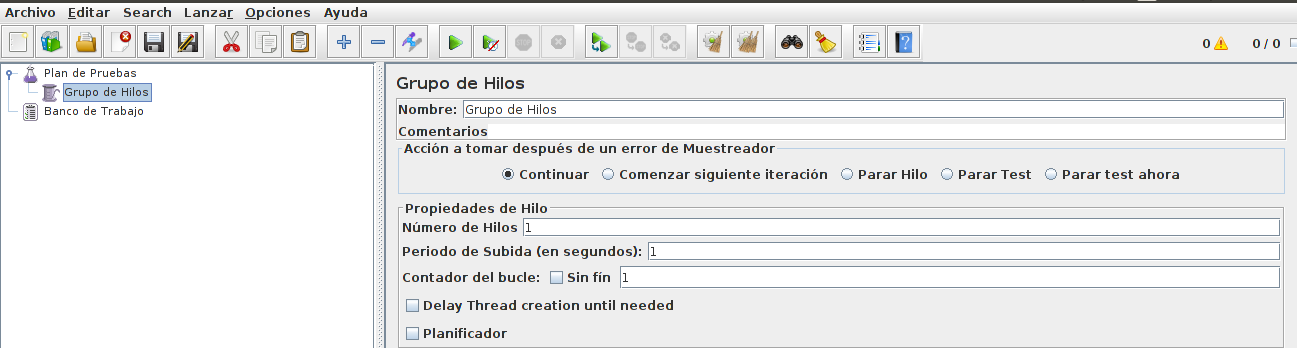 Archivo Editar Search Lanzar Opciones Ayuda
0 0 / 0
Plan de Pruebas
Grupo de Hilos
Banco de Trabajo
Grupo de Hilos
Nombre: Grupo de Hilos
Comentarios
Acción a tomar después de un error de Muestreador
Continuar Comenzar siguiente iteración Parar Hilo Parar Test Parar test ahora
Propiedades de Hilo
Número de Hilos 1
Periodo de Subida (en segundos): 1
Contador del bucle: Sin fín 1
Delay Thread creation until needed
Planificador